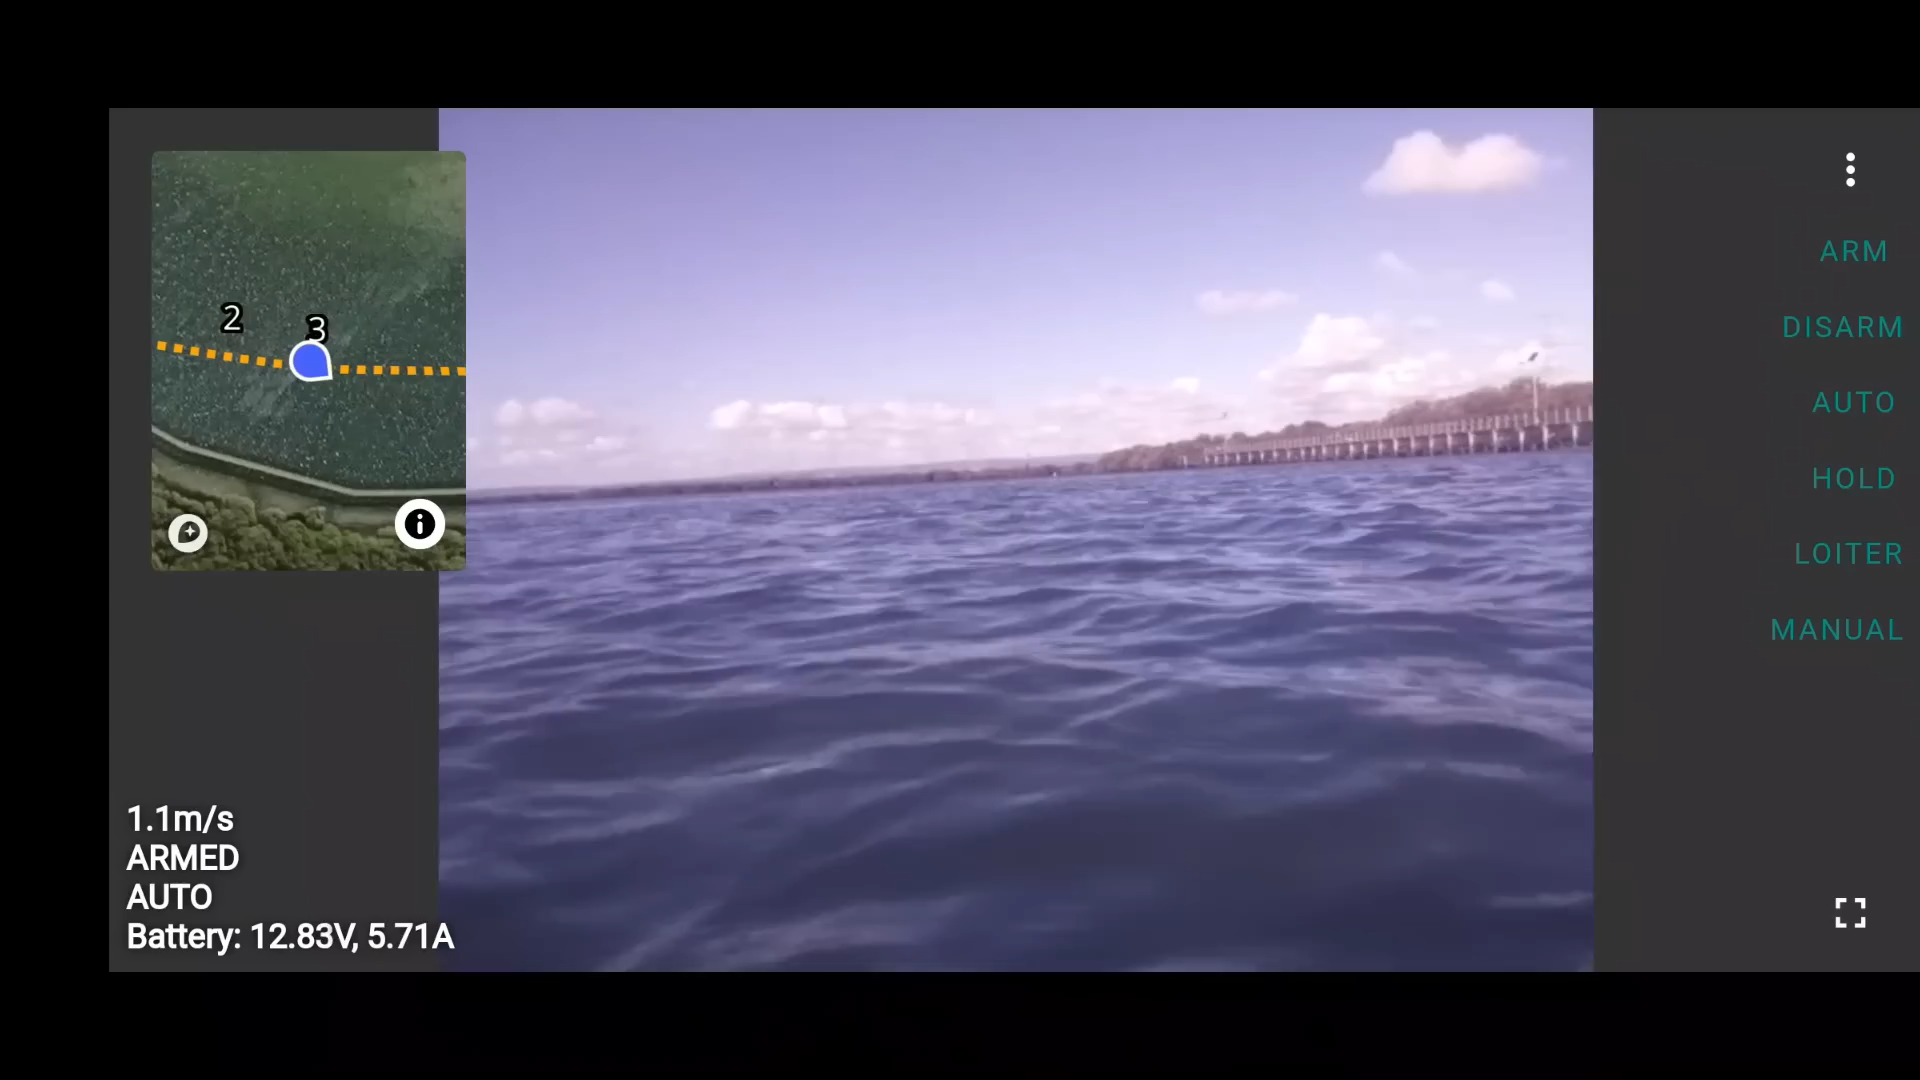 2
3
ARM
DISARM
AUTO
HOLD
LOITER
MANUAL
1.1m/s
ARMED
AUTO
Battery: 12.83V, 5.71A